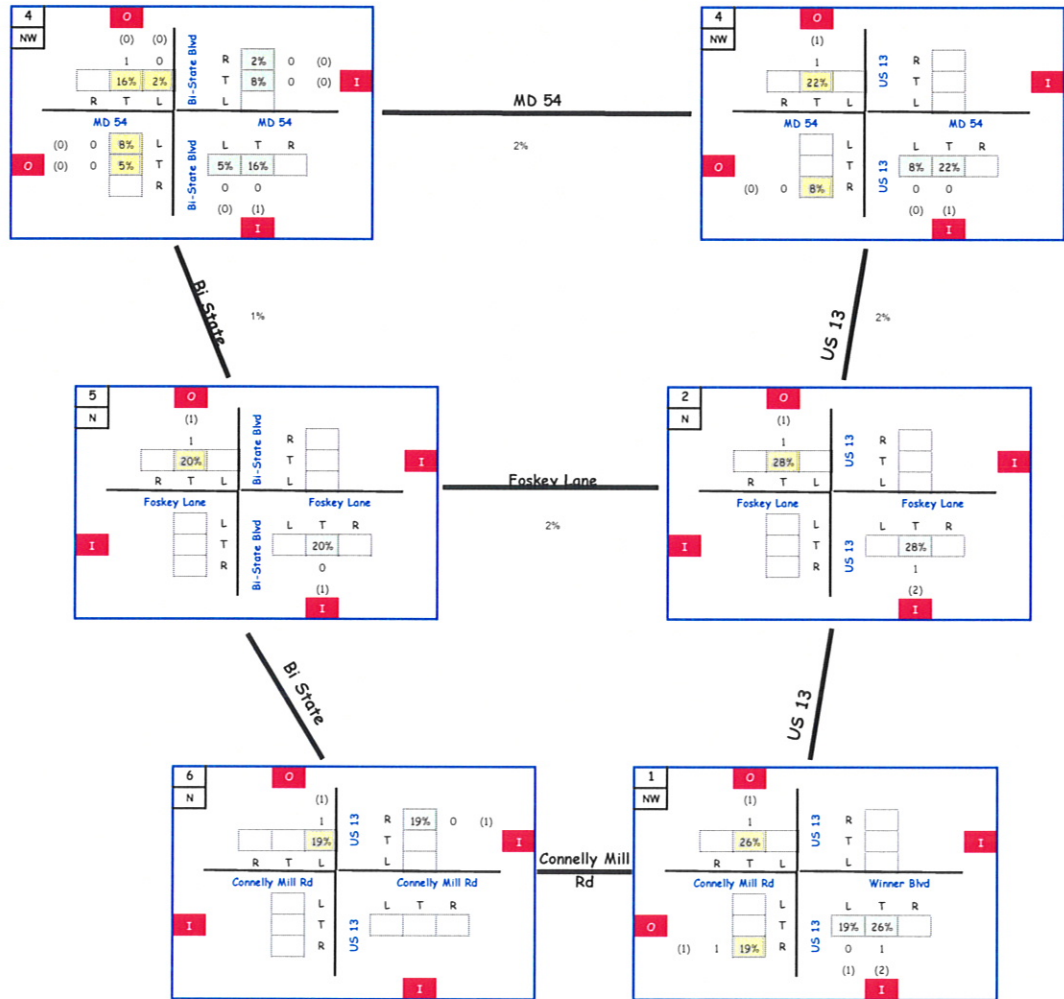 4
NW
O
(0) (0)
1 0
16% 2%
R T L
Bi-State Blvd
R 2% 0 (0)
T 8% 0 (0)
L
I
MD 54
MD 54
(0) 0 8% L
(0) 0 5% T
R
O
Bi-State Blvd
L T R
5% 16%
0 0
(0) (1)
I
MD 54
2%
4
NW
O
(1)
1
22%
R T L
US 13
R
T
L
I
MD 54
MD 54
L
T
(0) 0 8% R
O
US 13
L T R
8% 22%
0 0
(0) (1)
I
Bi State
1%
US 13
2%
5
N
O
(1)
1
20%
R T L
Bi-State Blvd
R
T
L
I
Foskey Lane
Foskey Lane
L
T
R
I
Bi-State Blvd
L T R
20%
0
(1)
I
Foskey Lane
2%
2
N
O
(1)
1
28%
R T L
US 13
R
T
L
I
Foskey Lane
Foskey Lane
L
T
R
I
US 13
L T R
28%
1
(2)
I
Bi State
US 13
6
N
O
(1)
1
19%
R T L
US 13
R 19% 0 (1)
T
L
I
Connelly Mill Rd
Connelly Mill Rd
L
T
R
I
US 13
L T R
I
Connelly Mill
Rd
1
NW
O
(1)
1
26%
R T L
US 13
R
T
L
I
Connelly Mill Rd
Winner Blvd
L
T
(1) 1 19% R
O
US 13
L T R
19% 26%
0 1
(1) (2)
I